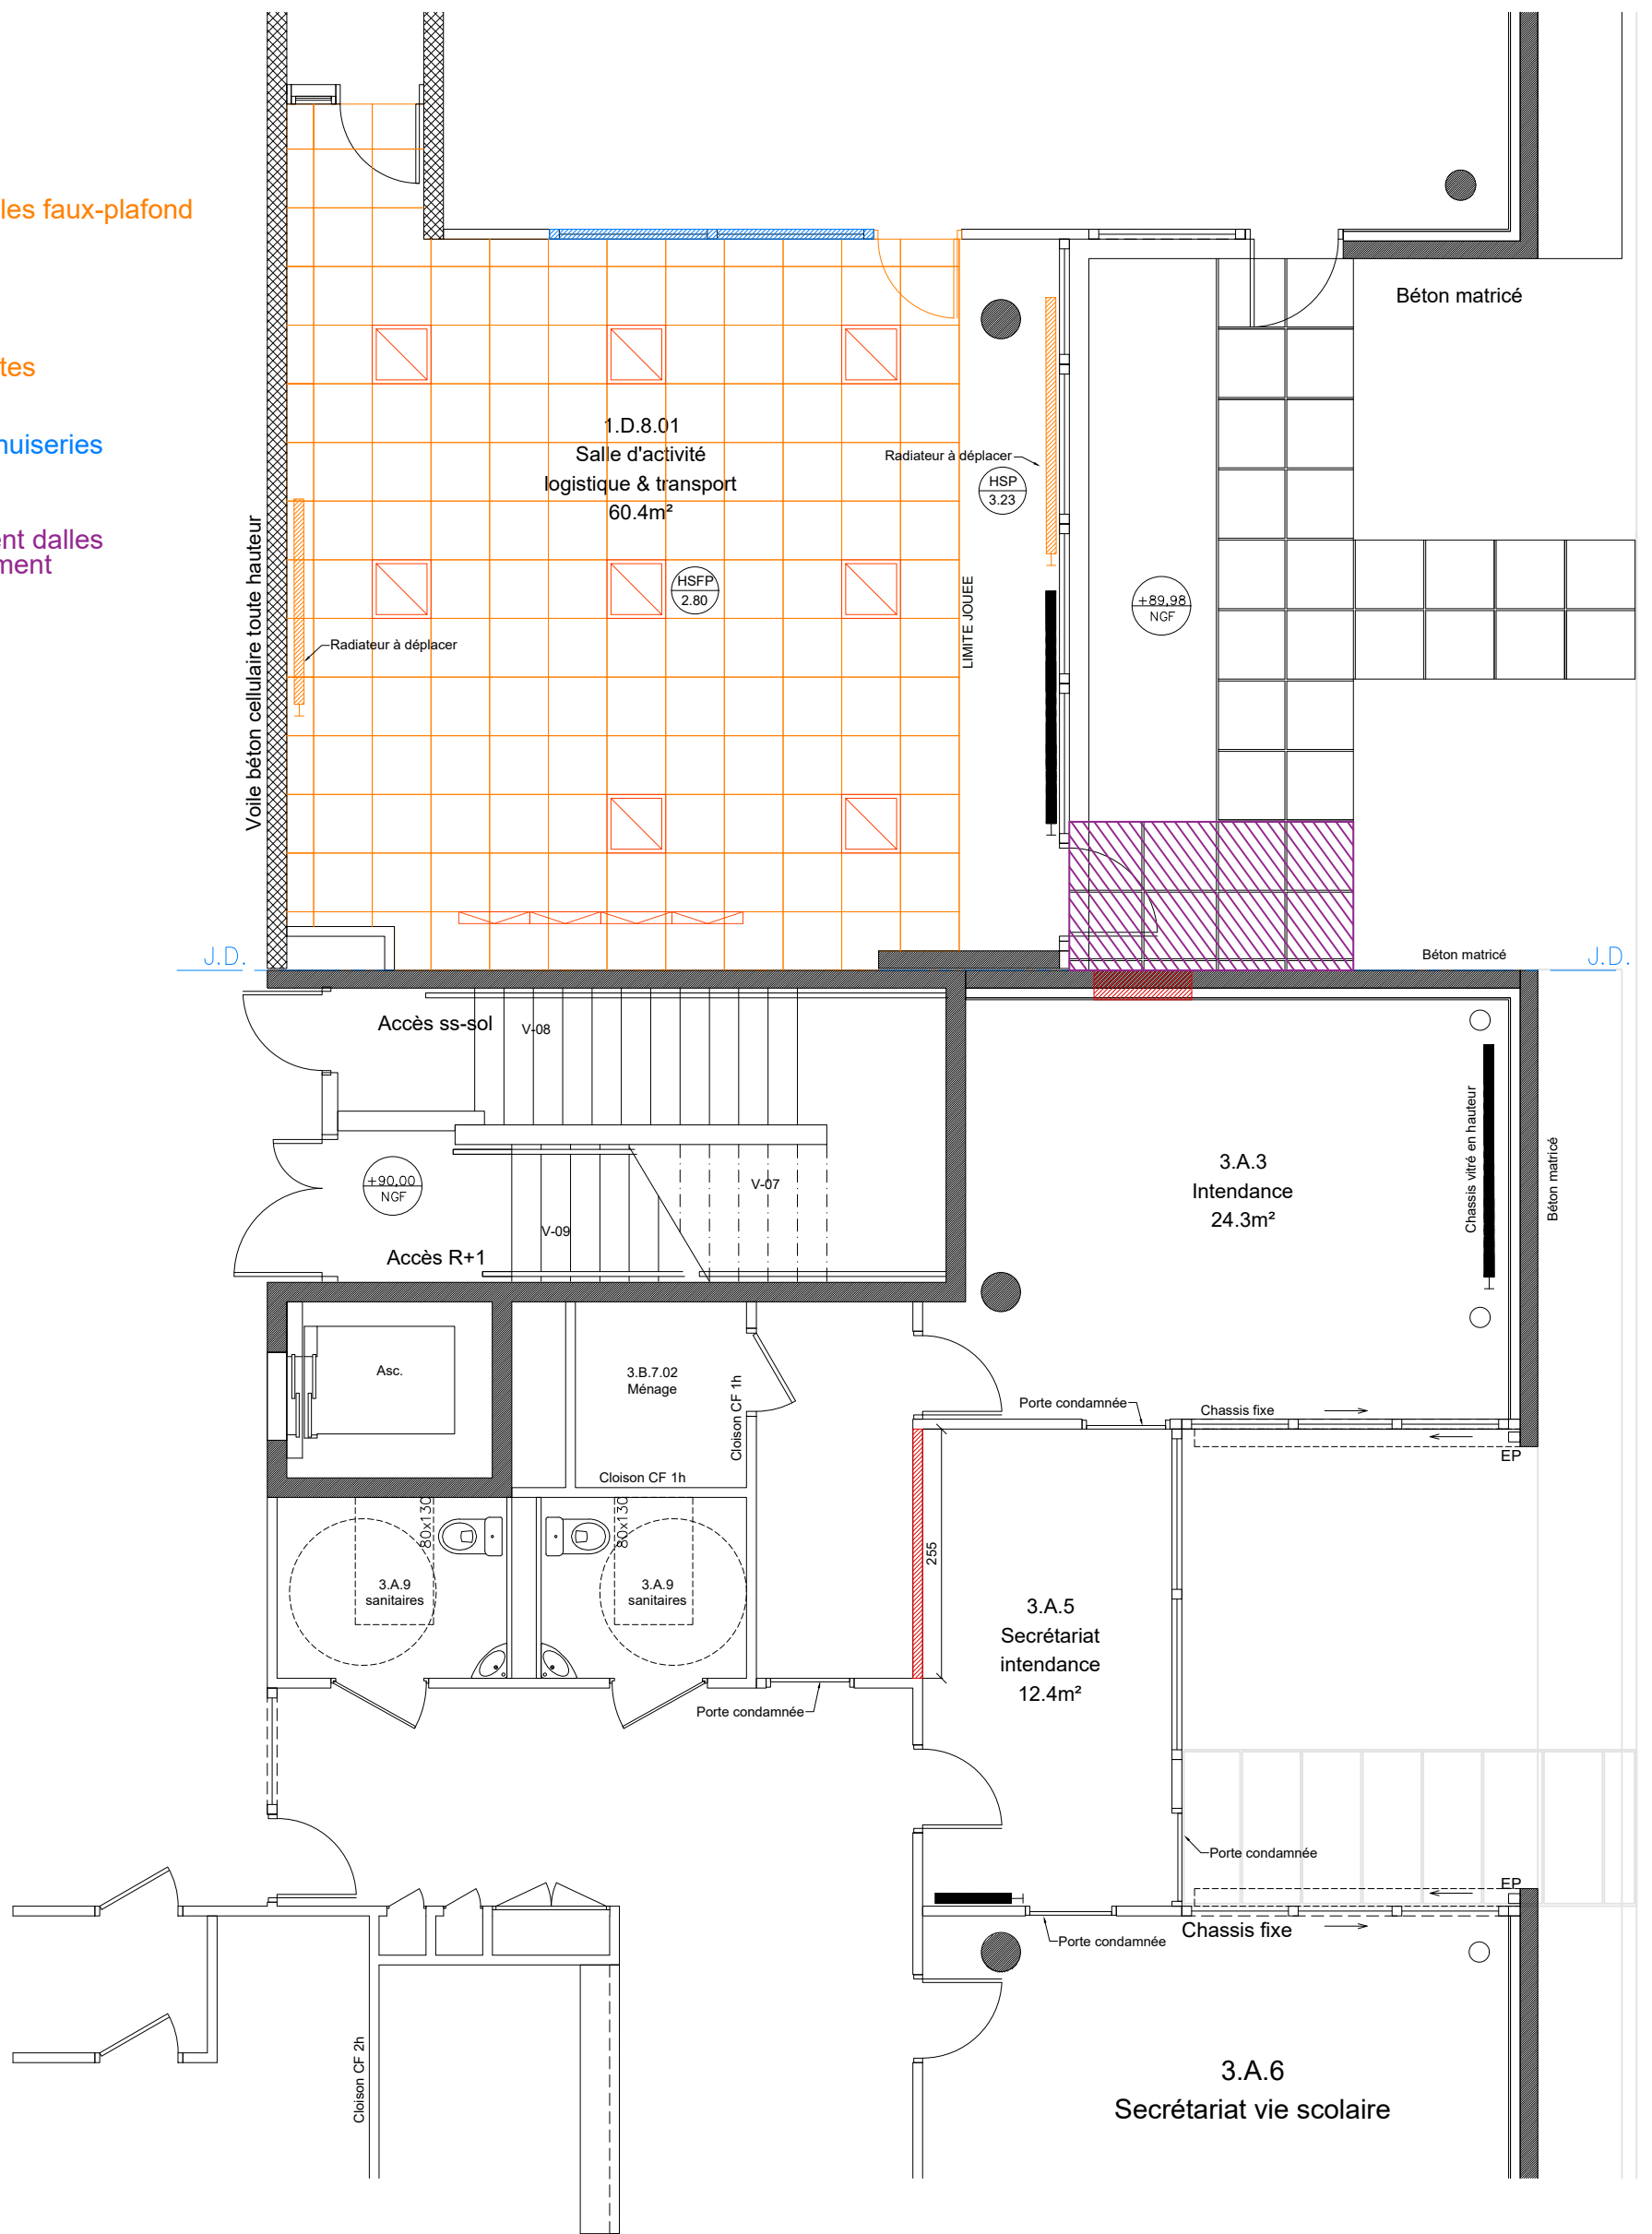 les faux-plafond
tes
nuiseries
nt dalles
ment
Béton matricé
1.D.8.01
Salle d'activité
logistique & transport
60.4m²
Radiateur à déplacer
HSP
3.23
HSFP
2.80
LIMITE JOUEE
+89,98
NGF
Radiateur à déplacer
Voile béton cellulaire toute hauteur
J.D.
Béton matricé
J.D.
Accès ss-sol
V-08
+90,00
NGF
V-07
V-09
Accès R+1
3.A.3
Intendance
24.3m²
Chassis vitré en hauteur
Béton matricé
Asc.
3.B.7.02
Ménage
Cloison CF 1h
Cloison CF 1h
Porte condamnée
Chassis fixe
EP
80x130
80x130
3.A.9
sanitaires
3.A.9
sanitaires
255
3.A.5
Secrétariat
intendance
12.4m²
Porte condamnée
Porte condamnée
EP
Porte condamnée
Chassis fixe
Cloison CF 2h
3.A.6
Secrétariat vie scolaire